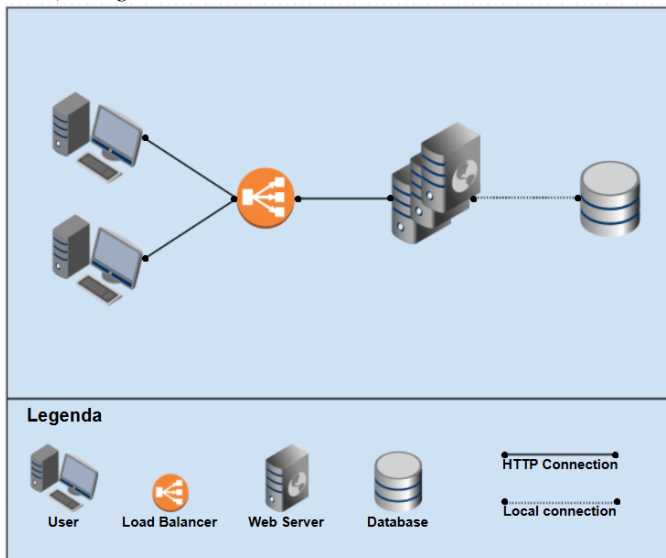 Legenda
HTTP Connection
User
Load Balancer
Web Server
Database
Local connection